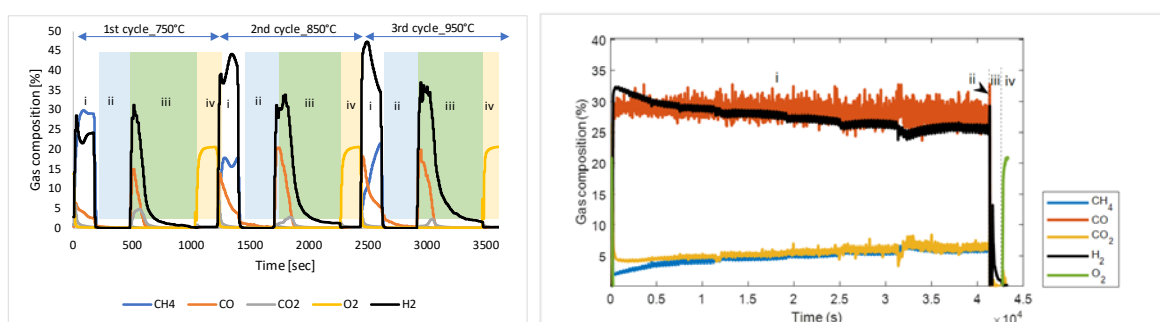 1st cycle_750°C 2nd cycle_850°C 3rd cycle_950°C
Gas composition [%]
50
45
40
35
30
25
20
15
10
5
0
i ii iii iv i ii iii iv i ii iii iv
0 500 1000 1500 2000 2500 3000 3500
Time [sec]
CH4 CO CO2 O2 H2
Gas composition (%)
40
35
30
25
20
15
10
5
i ii iii iv
0 0.5 1 1.5 2 2.5 3 3.5 4 4.5
Time (s)
×10⁴
CH₄
CO
CO₂
H₂
O₂